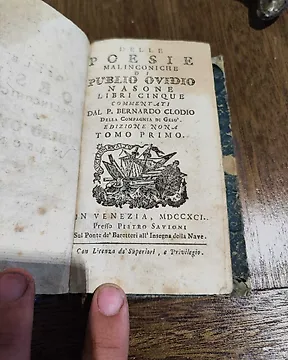 DELLE
POESIE
MALINCONICHE
DI
PUBLIO OVIDIO
NASONE
LIBRI CINQUE
COMMENTATI
DAL P. BERNARDO CLODIO
DELLA COMPAGNIA DI GESU'.
EDIZIONE NONA
TOMO PRIMO.
IN VENEZIA, MDCCXCI.
Presso PIETRO SAVIONI
Sul Ponte de' Baretteri all' Insegna della Nave.
Con Licenza de' Superiori, e Privilegio.